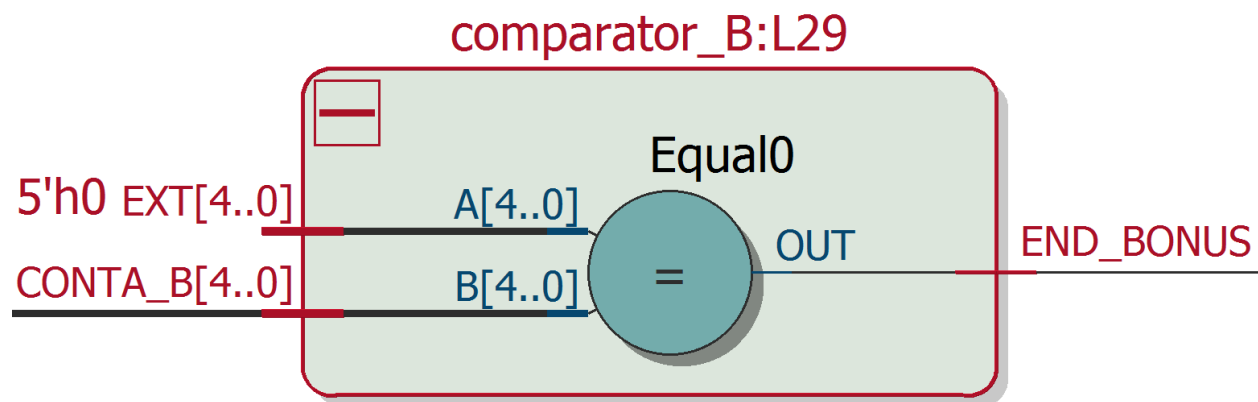 comparator_B:L29
Equal0
5'h0 EXT[4..0] A[4..0]
OUT END_BONUS
=
CONTA_B[4..0] B[4..0]